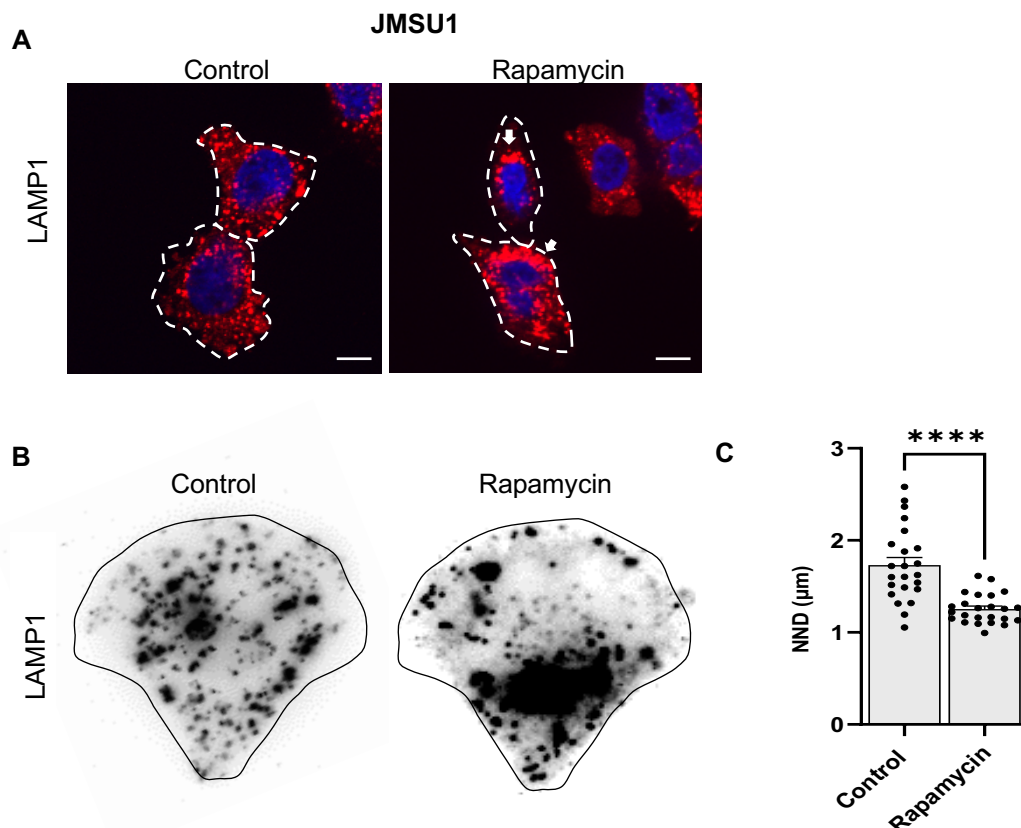 JMSU1
A
Control
Rapamycin
LAMP1
B
Control
Rapamycin
LAMP1
C
****
3
2
1
0
NND (μm)
Control
Rapamycin